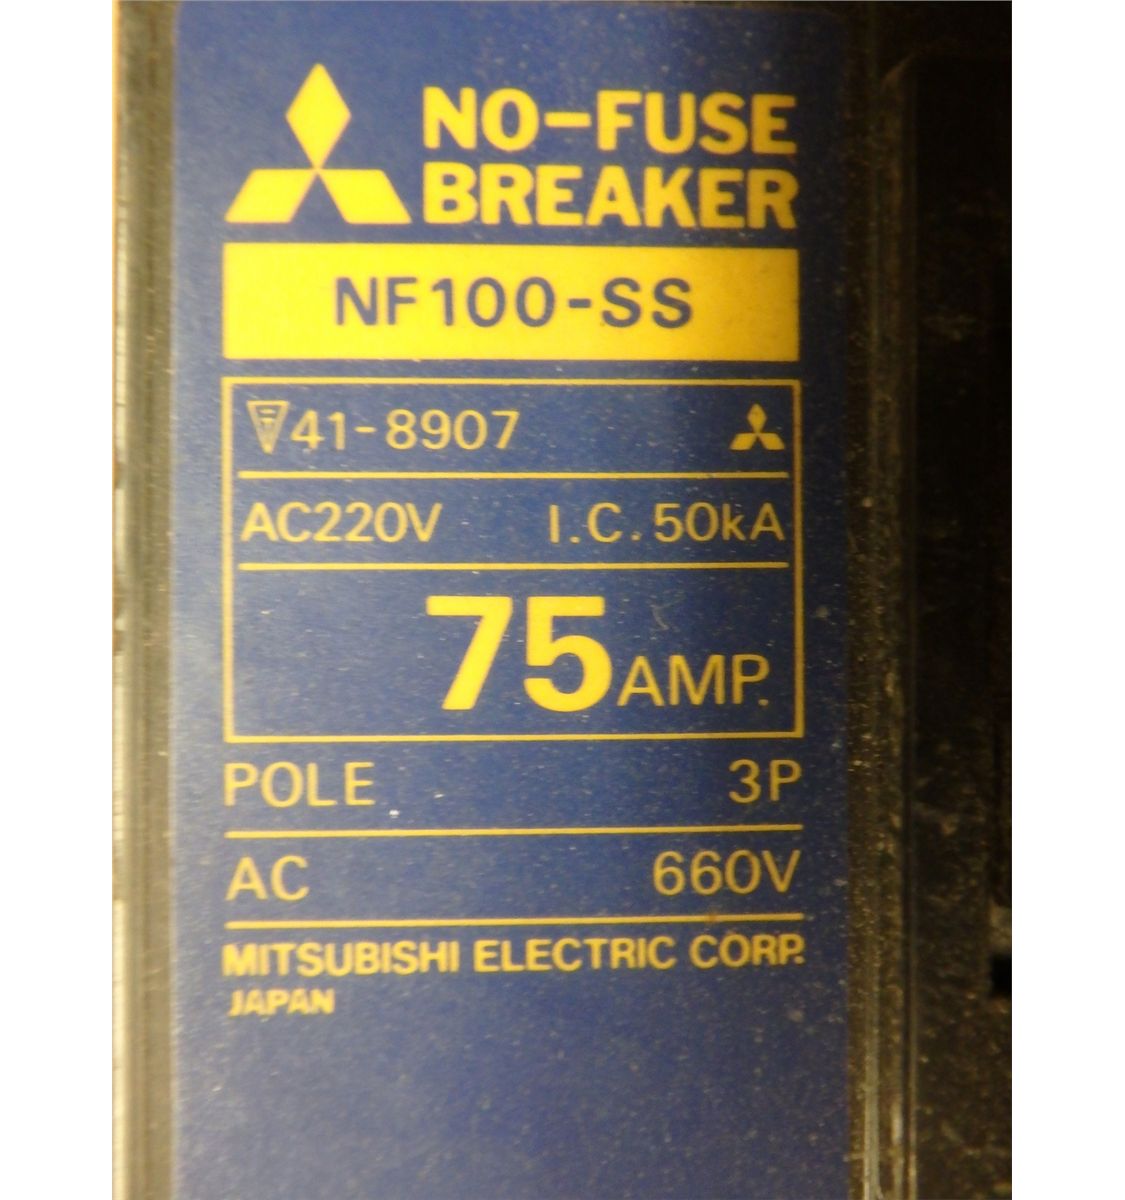 NO-FUSE
BREAKER
NF100-SS
41-8907
AC220V I.C. 50kA
75 AMP.
POLE 3P
AC 660V
MITSUBISHI ELECTRIC CORP.
JAPAN